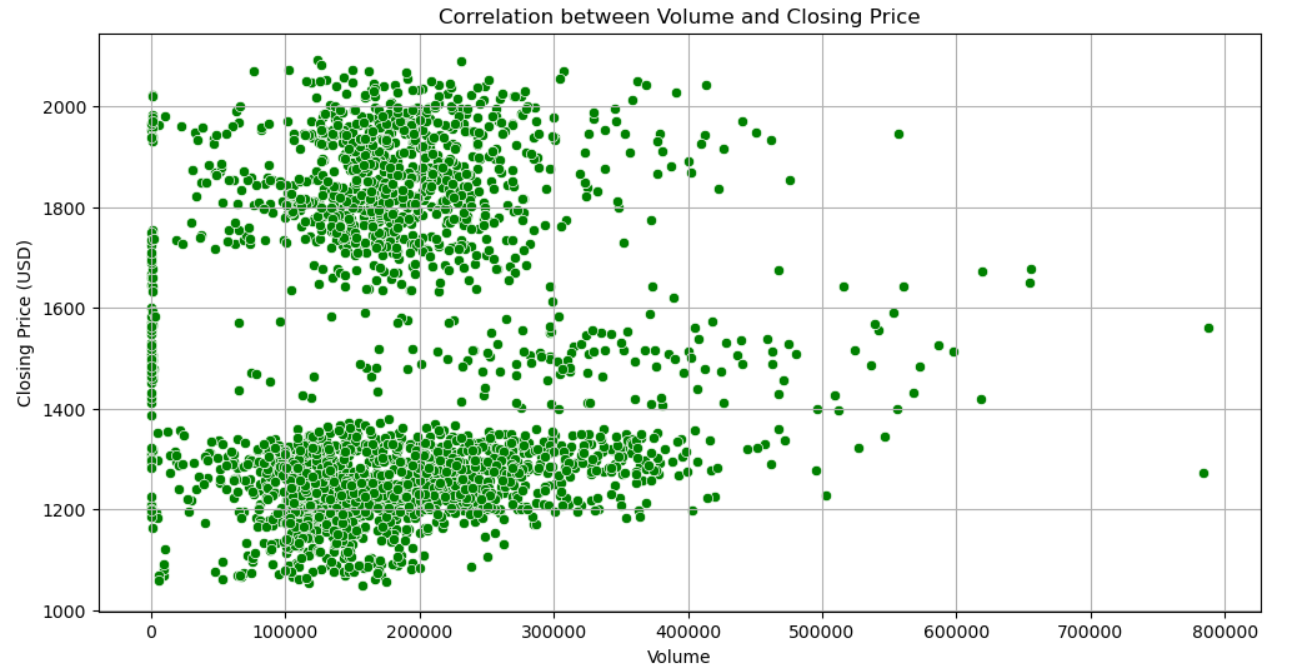 Correlation between Volume and Closing Price
Closing Price (USD)
2000
1800
1600
1400
1200
1000
0 100000 200000 300000 400000 500000 600000 700000 800000
Volume